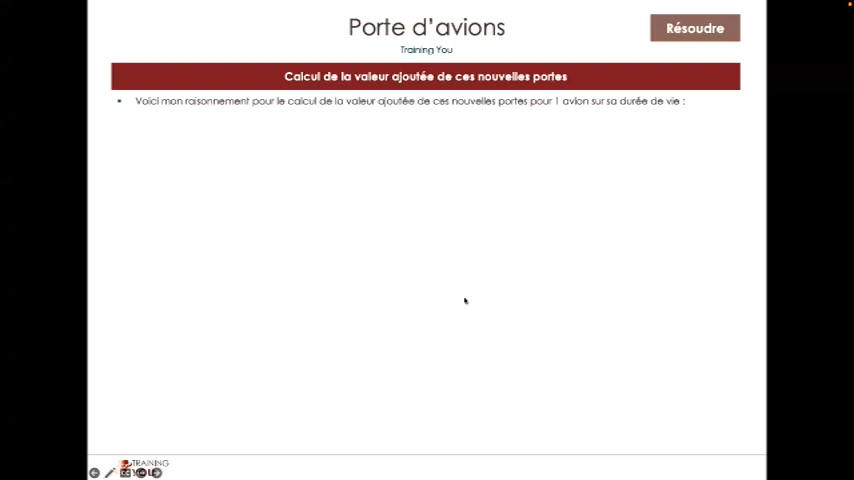 Porte d'avions
Résoudre
Training You
Calcul de la valeur ajoutée de ces nouvelles portes
Voici mon raisonnement pour le calcul de la valeur ajoutée de ces nouvelles portes pour 1 avion sur sa durée de vie :
TRAINING
YOU